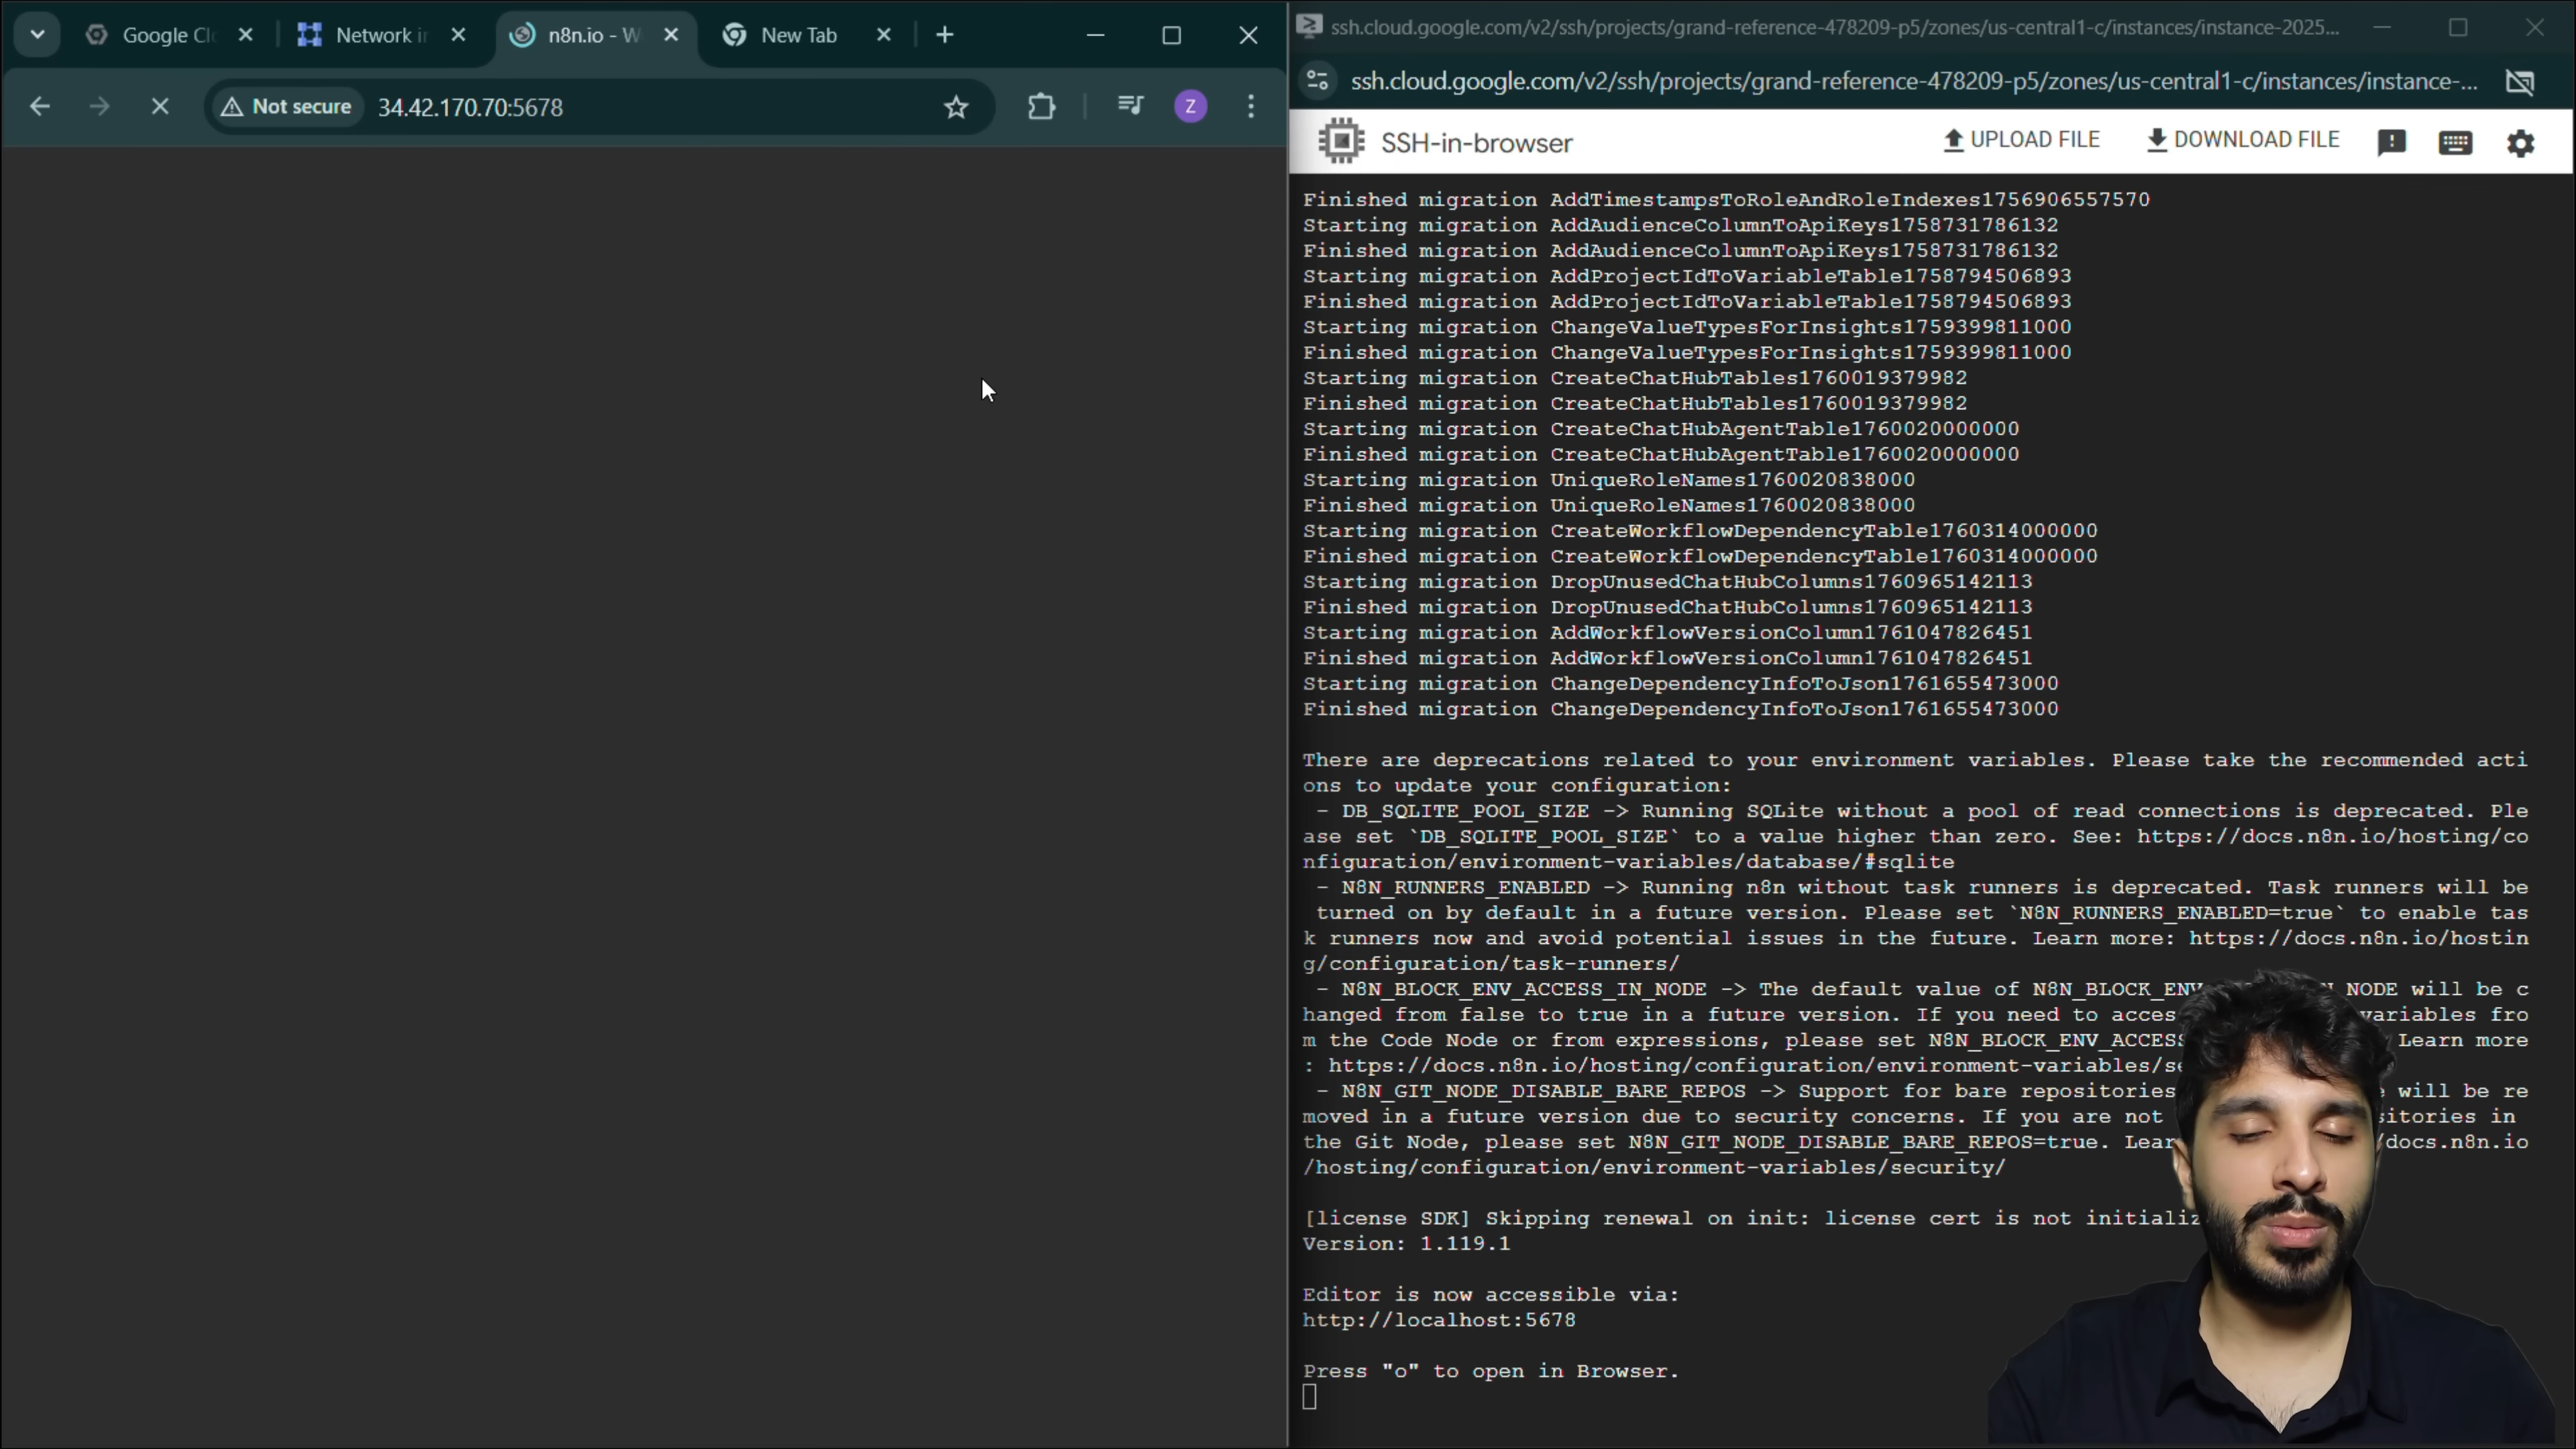 Google Cl
Network in
n8n.io - W
New Tab
Not secure
34.42.170.70:5678
Z
ssh.cloud.google.com/v2/ssh/projects/grand-reference-478209-p5/zones/us-central1-c/instances/instance-2025...
ssh.cloud.google.com/v2/ssh/projects/grand-reference-478209-p5/zones/us-central1-c/instances/instance-...
SSH-in-browser
UPLOAD FILE
DOWNLOAD FILE
Finished migration AddTimestampsToRoleAndRoleIndexes1756906557570
Starting migration AddAudienceColumnToApiKeys1758731786132
Finished migration AddAudienceColumnToApiKeys1758731786132
Starting migration AddProjectIdToVariableTable1758794506893
Finished migration AddProjectIdToVariableTable1758794506893
Starting migration ChangeValueTypesForInsights1759399811000
Finished migration ChangeValueTypesForInsights1759399811000
Starting migration CreateChatHubTables1760019379982
Finished migration CreateChatHubTables1760019379982
Starting migration CreateChatHubAgentTable1760020000000
Finished migration CreateChatHubAgentTable1760020000000
Starting migration UniqueRoleNames1760020838000
Finished migration UniqueRoleNames1760020838000
Starting migration CreateWorkflowDependencyTable1760314000000
Finished migration CreateWorkflowDependencyTable1760314000000
Starting migration DropUnusedChatHubColumns1760965142113
Finished migration DropUnusedChatHubColumns1760965142113
Starting migration AddWorkflowVersionColumn1761047826451
Finished migration AddWorkflowVersionColumn1761047826451
Starting migration ChangeDependencyInfoToJson1761655473000
Finished migration ChangeDependencyInfoToJson1761655473000
There are deprecations related to your environment variables. Please take the recommended acti
ons to update your configuration:
- DB_SQLITE_POOL_SIZE -> Running SQLite without a pool of read connections is deprecated. Ple
ase set `DB_SQLITE_POOL_SIZE` to a value higher than zero. See: https://docs.n8n.io/hosting/co
nfiguration/environment-variables/database/#sqlite
- N8N_RUNNERS_ENABLED -> Running n8n without task runners is deprecated. Task runners will be
turned on by default in a future version. Please set `N8N_RUNNERS_ENABLED=true` to enable tas
k runners now and avoid potential issues in the future. Learn more: https://docs.n8n.io/hostin
g/configuration/task-runners/
- N8N_BLOCK_ENV_ACCESS_IN_NODE -> The default value of N8N_BLOCK_ENV N_NODE will be c
hanged from false to true in a future version. If you need to acces variables fro
m the Code Node or from expressions, please set N8N_BLOCK_ENV_ACCESS Learn more
: https://docs.n8n.io/hosting/configuration/environment-variables/se
- N8N_GIT_NODE_DISABLE_BARE_REPOS -> Support for bare repositories e will be re
moved in a future version due to security concerns. If you are not sitories in
the Git Node, please set N8N_GIT_NODE_DISABLE_BARE_REPOS=true. Lear /docs.n8n.io
/hosting/configuration/environment-variables/security/
[license SDK] Skipping renewal on init: license cert is not initializ
Version: 1.119.1
Editor is now accessible via:
http://localhost:5678
Press "o" to open in Browser.